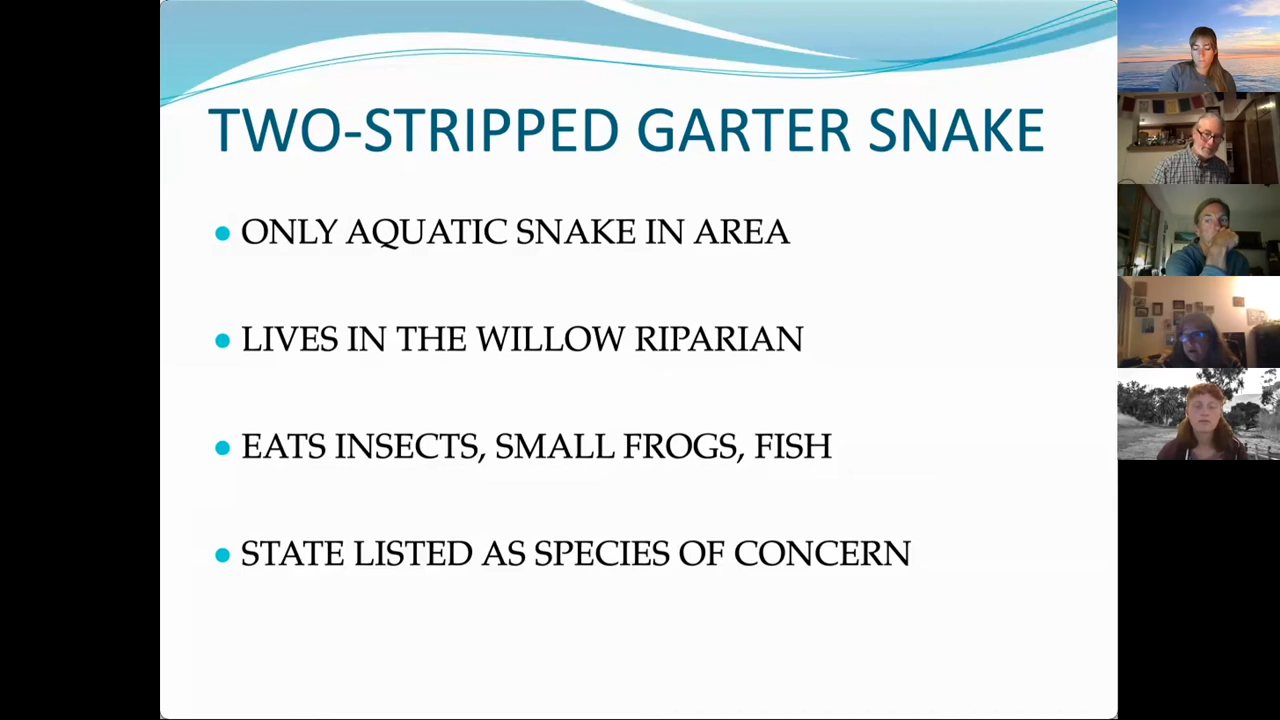 TWO-STRIPPED GARTER SNAKE
• ONLY AQUATIC SNAKE IN AREA
• LIVES IN THE WILLOW RIPARIAN
• EATS INSECTS, SMALL FROGS, FISH
• STATE LISTED AS SPECIES OF CONCERN